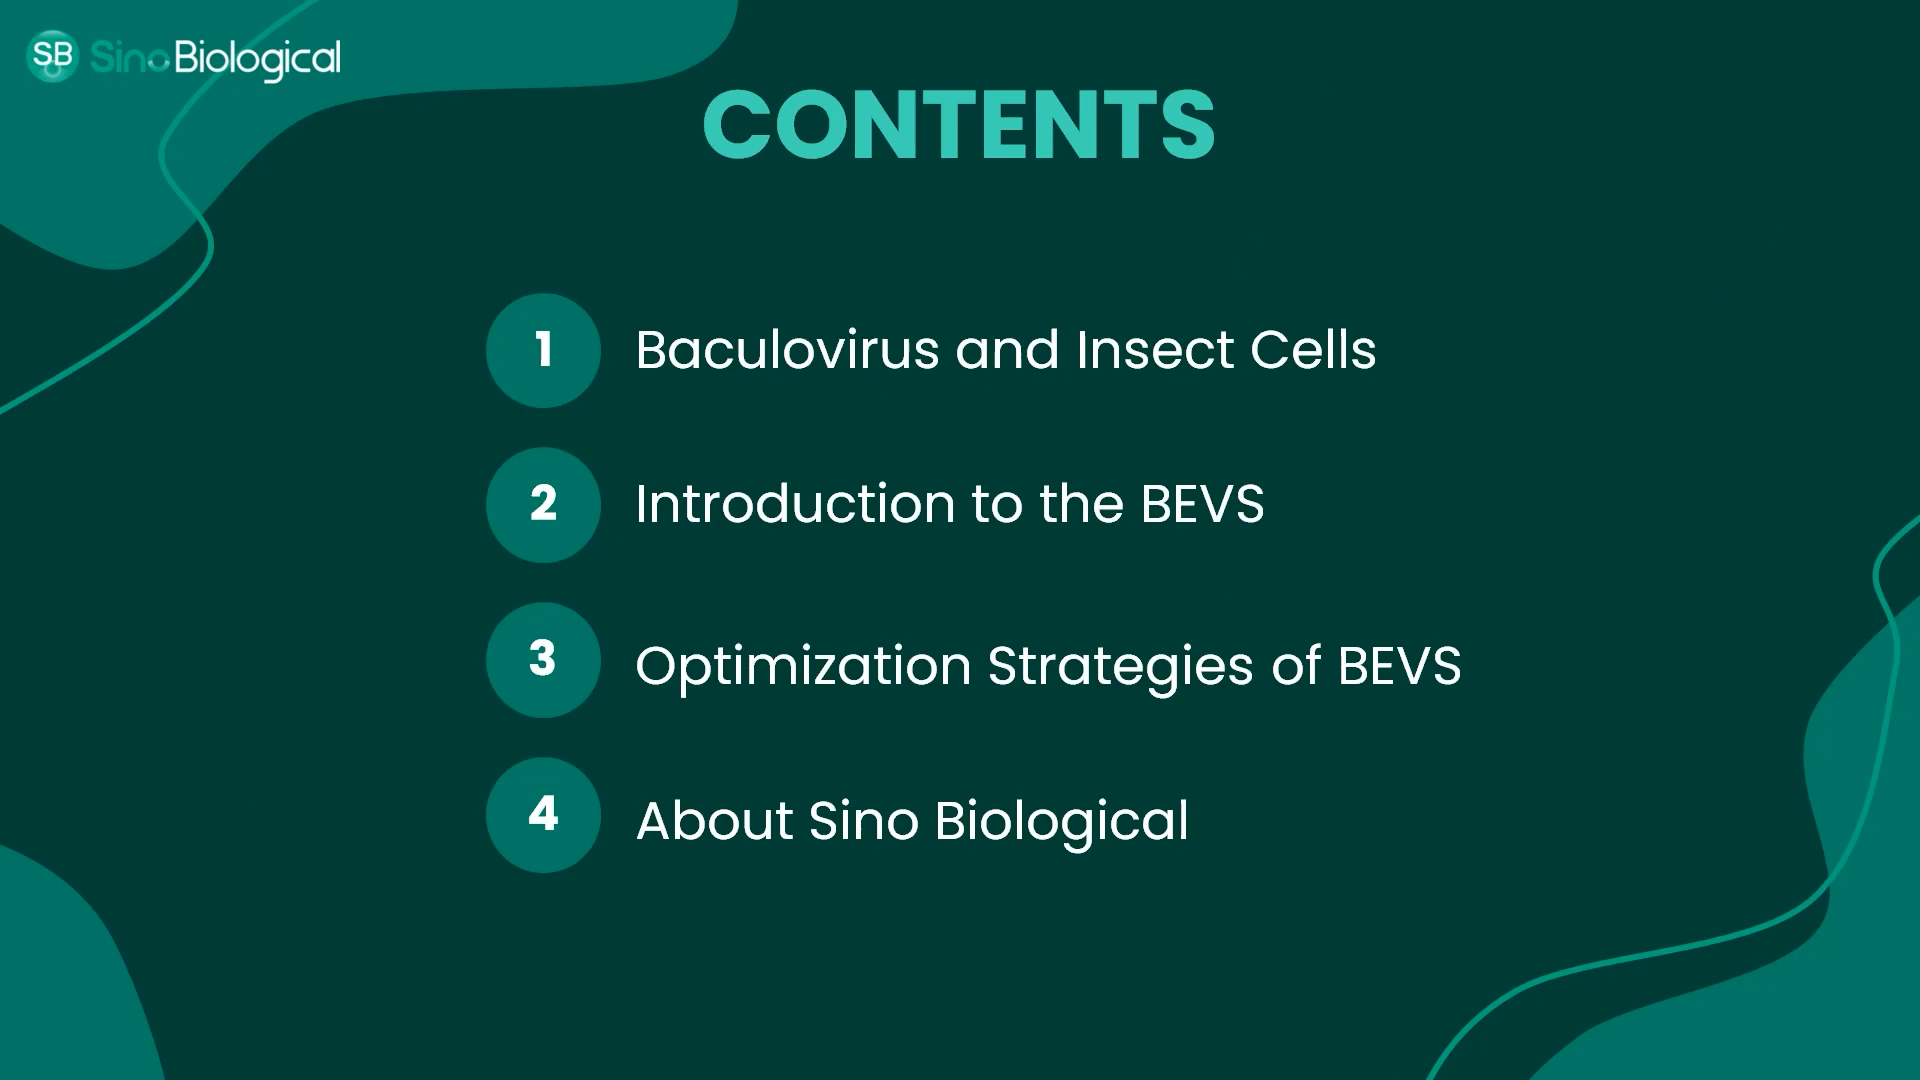 SB SinoBiological
CONTENTS
1 Baculovirus and Insect Cells
2 Introduction to the BEVS
3 Optimization Strategies of BEVS
4 About Sino Biological